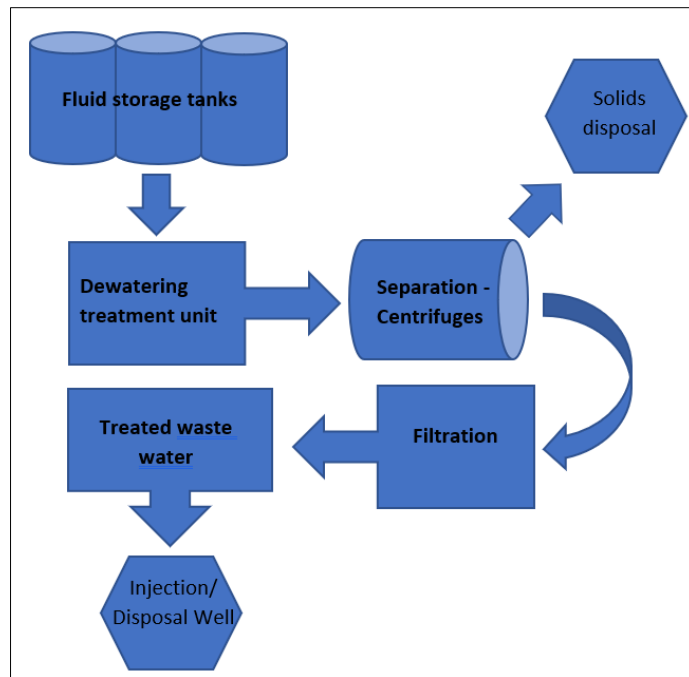 Fluid storage tanks
Solids
disposal
Dewatering
treatment unit
Separation -
Centrifuges
Filtration
Treated waste
water
Injection/
Disposal Well